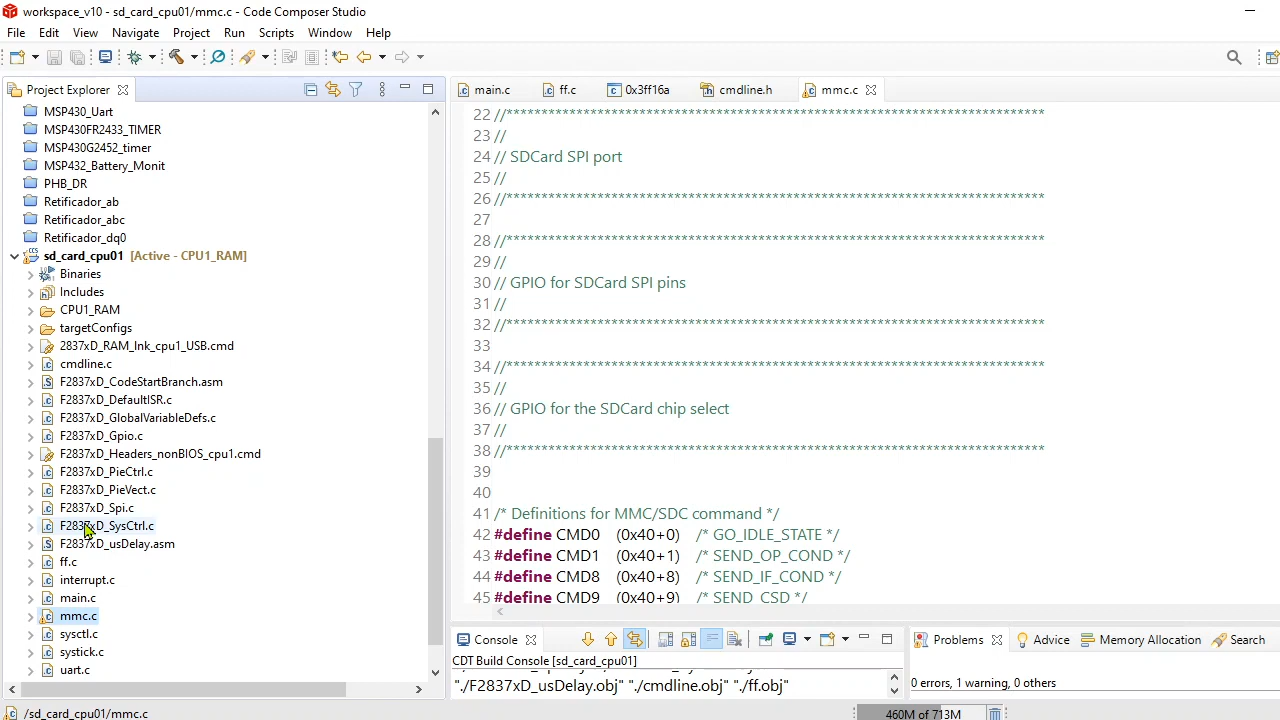 workspace_v10 - sd_card_cpu01/mmc.c - Code Composer Studio
File Edit View Navigate Project Run Scripts Window Help
Project Explorer
MSP430_Uart
MSP430FR2433_TIMER
MSP430G2452_timer
MSP432_Battery_Monit
PHB_DR
Retificador_ab
Retificador_abc
Retificador_dq0
sd_card_cpu01 [Active - CPU1_RAM]
Binaries
Includes
CPU1_RAM
targetConfigs
2837xD_RAM_lnk_cpu1_USB.cmd
cmdline.c
F2837xD_CodeStartBranch.asm
F2837xD_DefaultISR.c
F2837xD_GlobalVariableDefs.c
F2837xD_Gpio.c
F2837xD_Headers_nonBIOS_cpu1.cmd
F2837xD_PieCtrl.c
F2837xD_PieVect.c
F2837xD_Spi.c
F2837xD_SysCtrl.c
F2837xD_usDelay.asm
ff.c
interrupt.c
main.c
mmc.c
sysctl.c
systick.c
uart.c
main.c ff.c 0x3ff16a cmdline.h mmc.c
22 //*****************************************************************************
23 //
24 // SDCard SPI port
25 //
26 //*****************************************************************************
27
28 //*****************************************************************************
29 //
30 // GPIO for SDCard SPI pins
31 //
32 //*****************************************************************************
33
34 //*****************************************************************************
35 //
36 // GPIO for the SDCard chip select
37 //
38 //*****************************************************************************
39
40
41 /* Definitions for MMC/SDC command */
42 #define CMD0 (0x40+0) /* GO_IDLE_STATE */
43 #define CMD1 (0x40+1) /* SEND_OP_COND */
44 #define CMD8 (0x40+8) /* SEND_IF_COND */
45 #define CMD9 (0x40+9) /* SEND_CSD */
Console
CDT Build Console [sd_card_cpu01]
"./F2837xD_usDelay.obj" "./cmdline.obj" "./ff.obj"
Problems Advice Memory Allocation Search
0 errors, 1 warning, 0 others
/sd_card_cpu01/mmc.c
460M of 713M